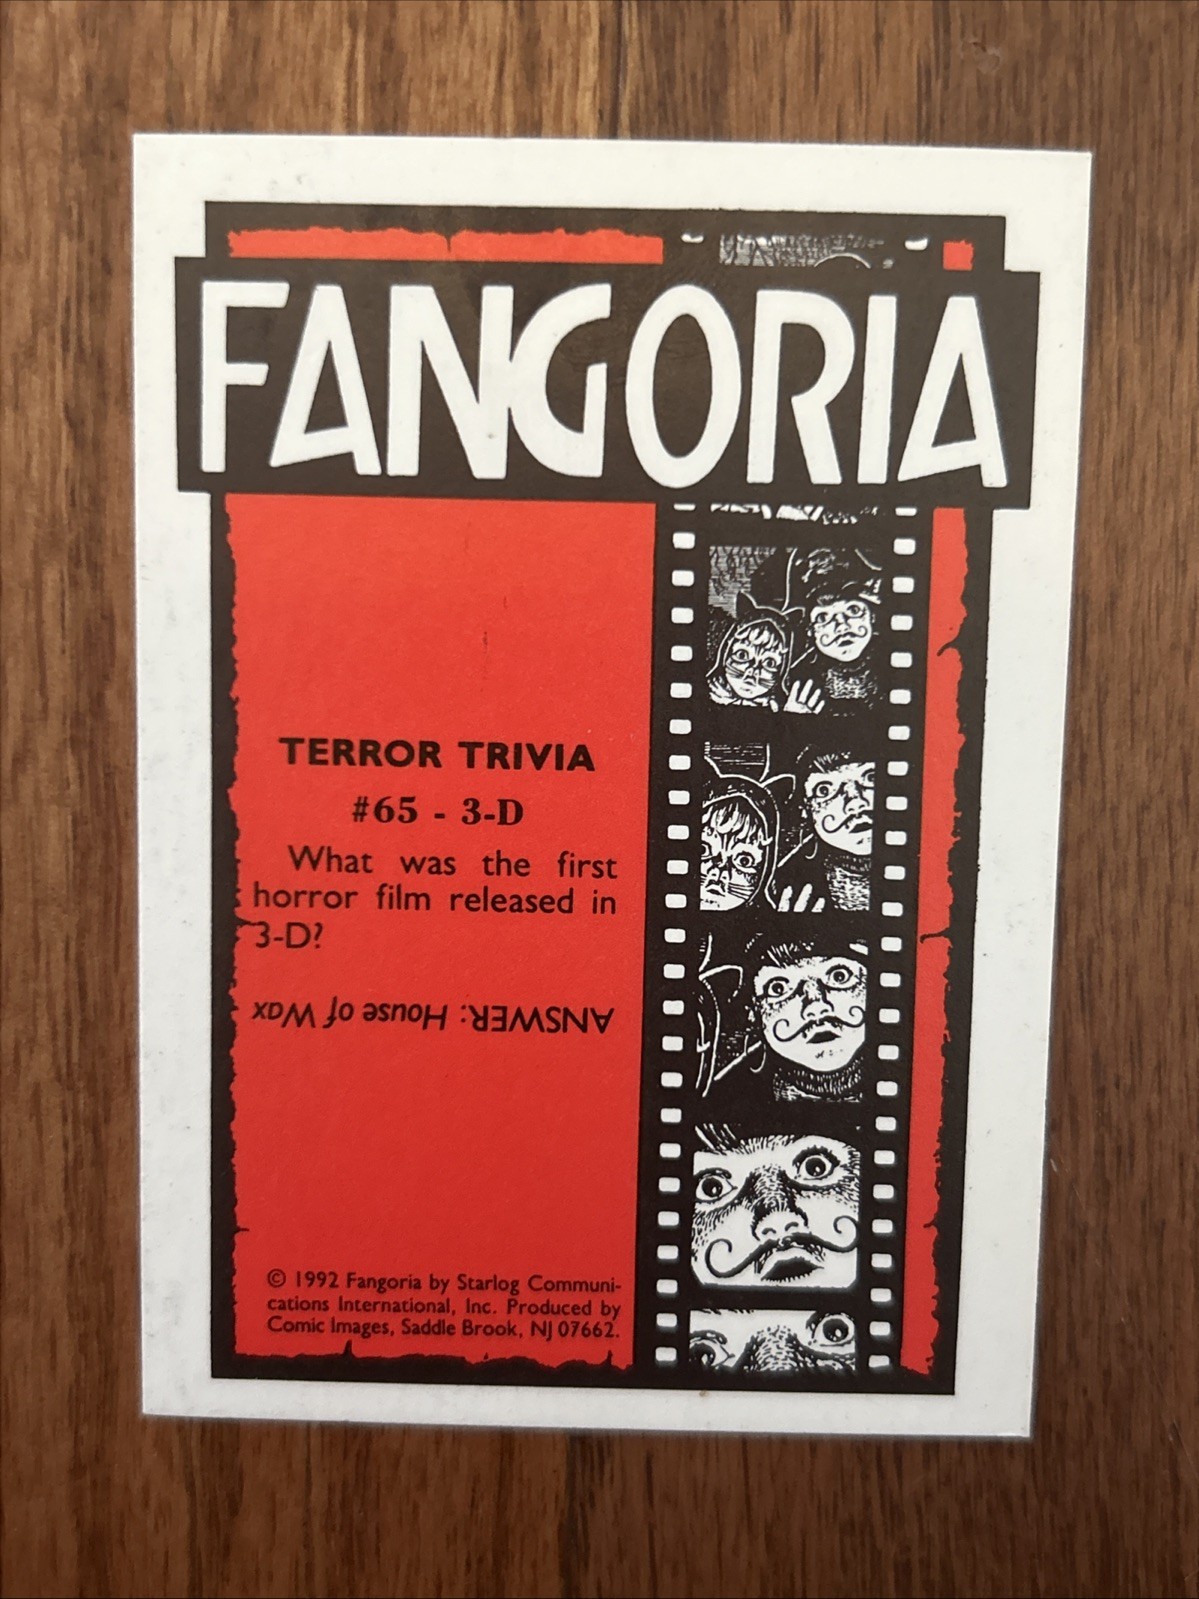 FANGORIA
TERROR TRIVIA
#65 - 3-D
What was the first
horror film released in
3-D?
ANSWER: House of Wax
© 1992 Fangoria by Starlog Communi-
cations International, Inc. Produced by
Comic Images, Saddle Brook, NJ 07662.